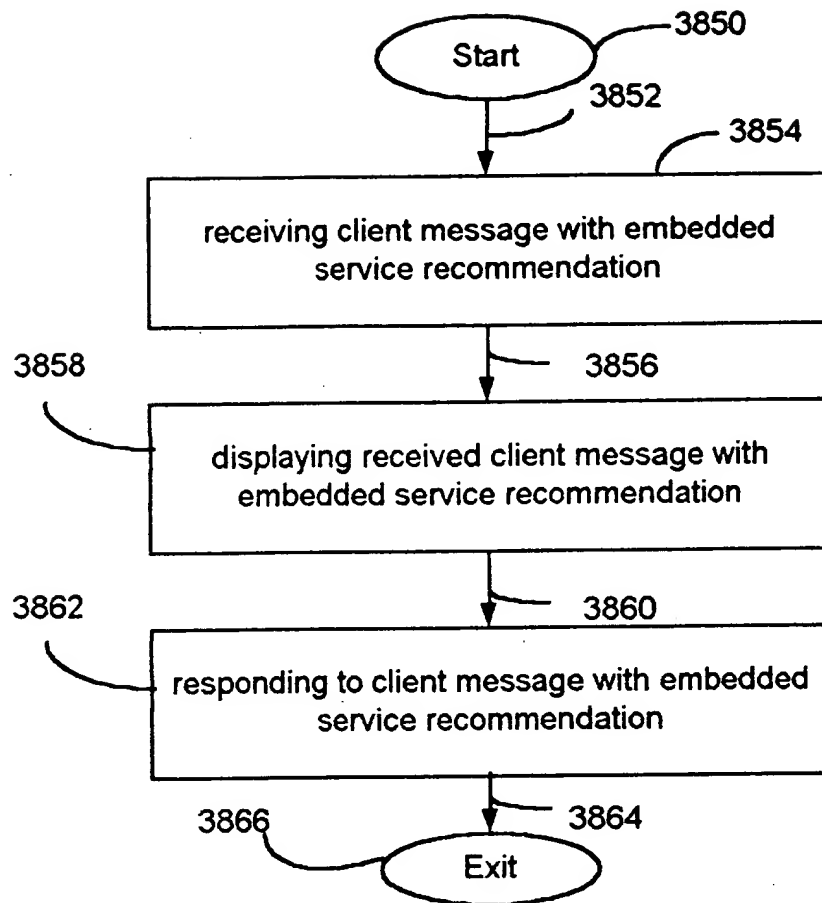 3850
Start
3852
3854
receiving client message with embedded
service recommendation
3856
3858
displaying received client message with
embedded service recommendation
3860
3862
responding to client message with embedded
service recommendation
3864
3866
Exit